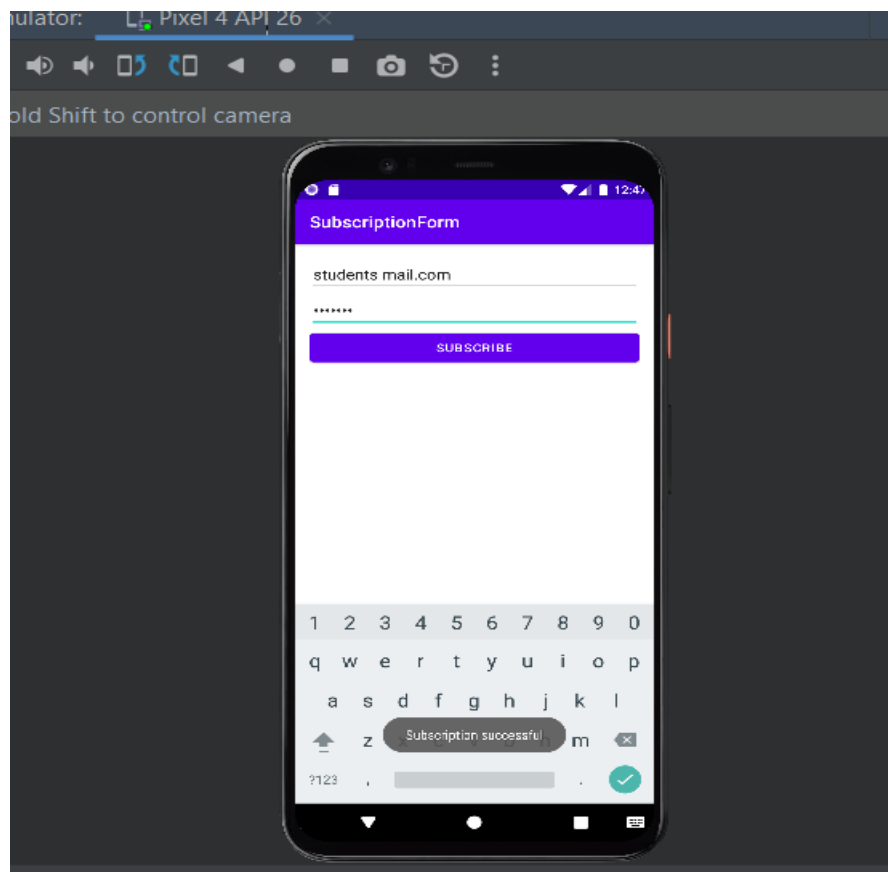 nulator: Pixel 4 API 26
old Shift to control camera
12:47
SubscriptionForm
students mail.com
•••••••
SUBSCRIBE
1 2 3 4 5 6 7 8 9 0
q w e r t y u i o p
a s d f g h j k l
z m
Subscription successful
?123 , .